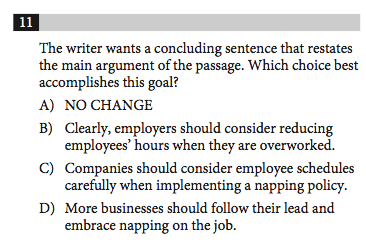 11
The writer wants a concluding sentence that restates
the main argument of the passage. Which choice best
accomplishes this goal?
A) NO CHANGE
B) Clearly, employers should consider reducing
employees’ hours when they are overworked.
C) Companies should consider employee schedules
carefully when implementing a napping policy.
D) More businesses should follow their lead and
embrace napping on the job.